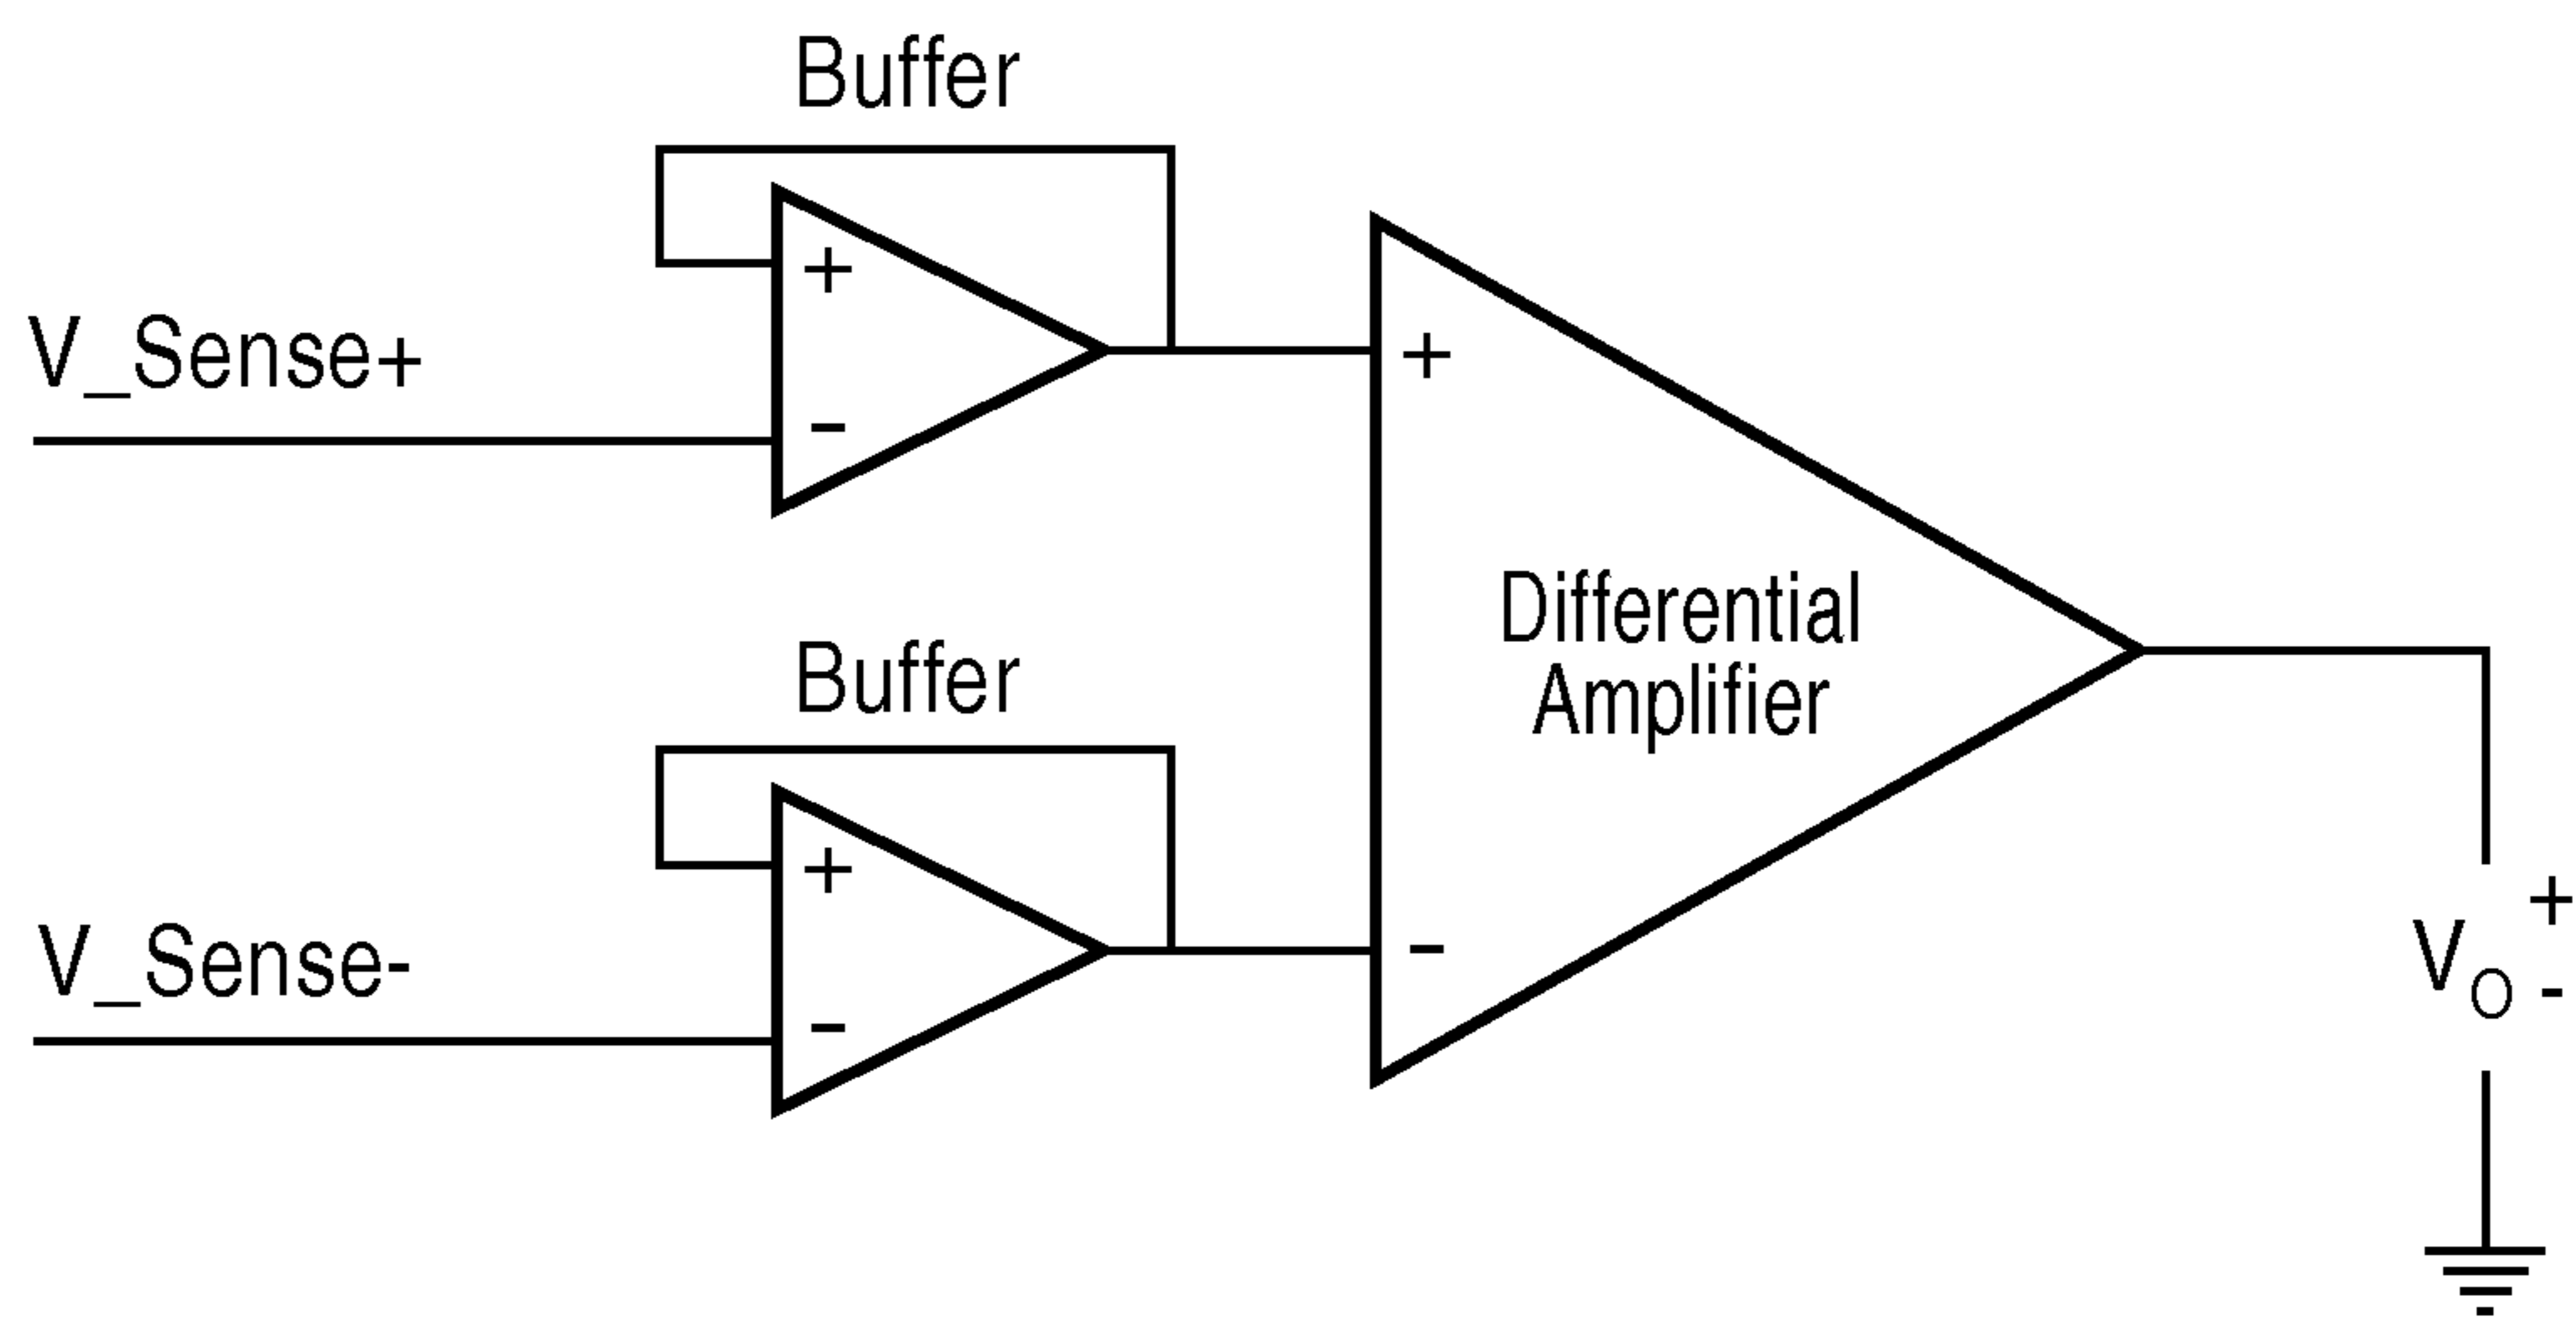 Buffer
+
V_Sense+
-
+
Differential
Amplifier
Buffer
+
V_Sense-
-
-
VO
+
-